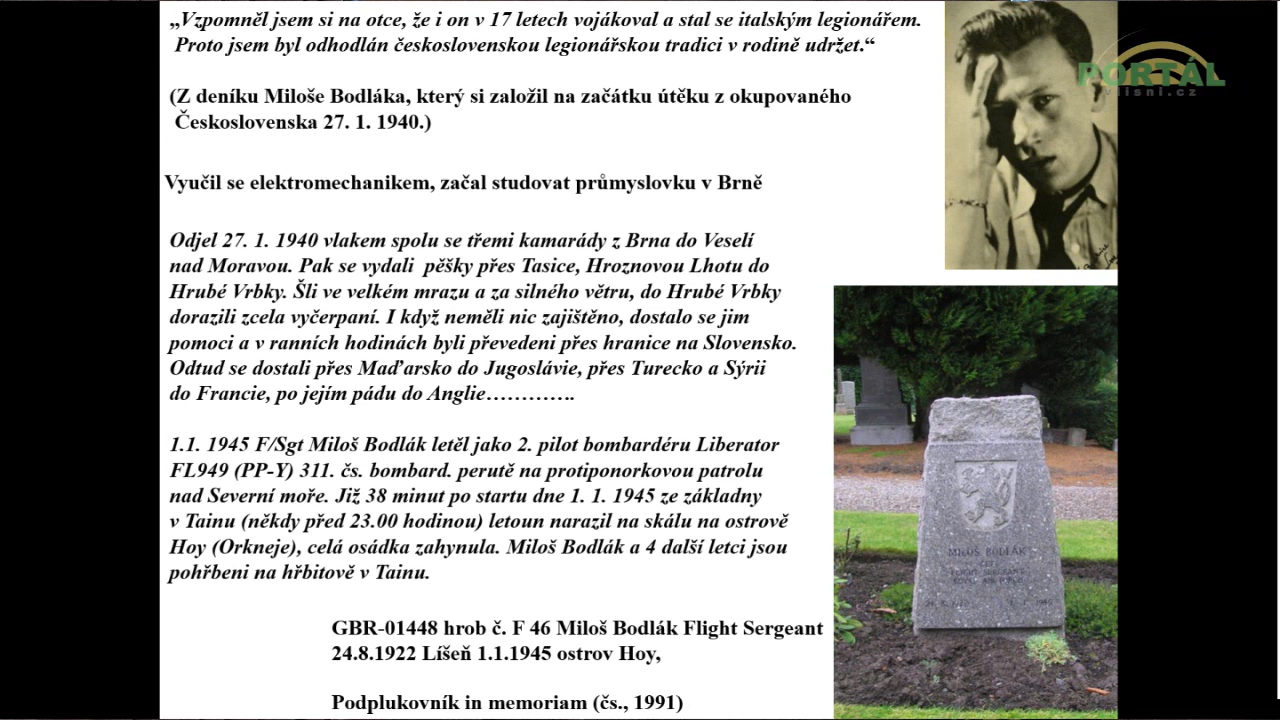 „Vzpomněl jsem si na otce, že i on v 17 letech vojákoval a stal se italským legionářem.
Proto jsem byl odhodlán československou legionářskou tradici v rodině udržet.“
(Z deníku Miloše Bodláka, který si založil na začátku útěku z okupovaného
Československa 27. 1. 1940.)
Vyučil se elektromechanikem, začal studovat průmyslovku v Brně
Odjel 27. 1. 1940 vlakem spolu se třemi kamarády z Brna do Veselí
nad Moravou. Pak se vydali pěšky přes Tasice, Hroznovou Lhotu do
Hrubé Vrbky. Šli ve velkém mrazu a za silného větru, do Hrubé Vrbky
dorazili zcela vyčerpaní. I když neměli nic zajištěno, dostalo se jim
pomoci a v ranních hodinách byli převedeni přes hranice na Slovensko.
Odtud se dostali přes Maďarsko do Jugoslávie, přes Turecko a Sýrii
do Francie, po jejím pádu do Anglie………….
1.1. 1945 F/Sgt Miloš Bodlák letěl jako 2. pilot bombardéru Liberator
FL949 (PP-Y) 311. čs. bombard. perutě na protiponorkovou patrolu
nad Severní moře. Již 38 minut po startu dne 1. 1. 1945 ze základny
v Tainu (někdy před 23.00 hodinou) letoun narazil na skálu na ostrově
Hoy (Orkneje), celá osádka zahynula. Miloš Bodlák a 4 další letci jsou
pohřbeni na hřbitově v Tainu.
GBR-01448 hrob č. F 46 Miloš Bodlák Flight Sergeant
24.8.1922 Líšeň 1.1.1945 ostrov Hoy,
Podplukovník in memoriam (čs., 1991)
PORTÁL
vlisni.cz
MILOŠ BODLÁK
FLIGHT SERGEANT
ROYAL AIR FORCE